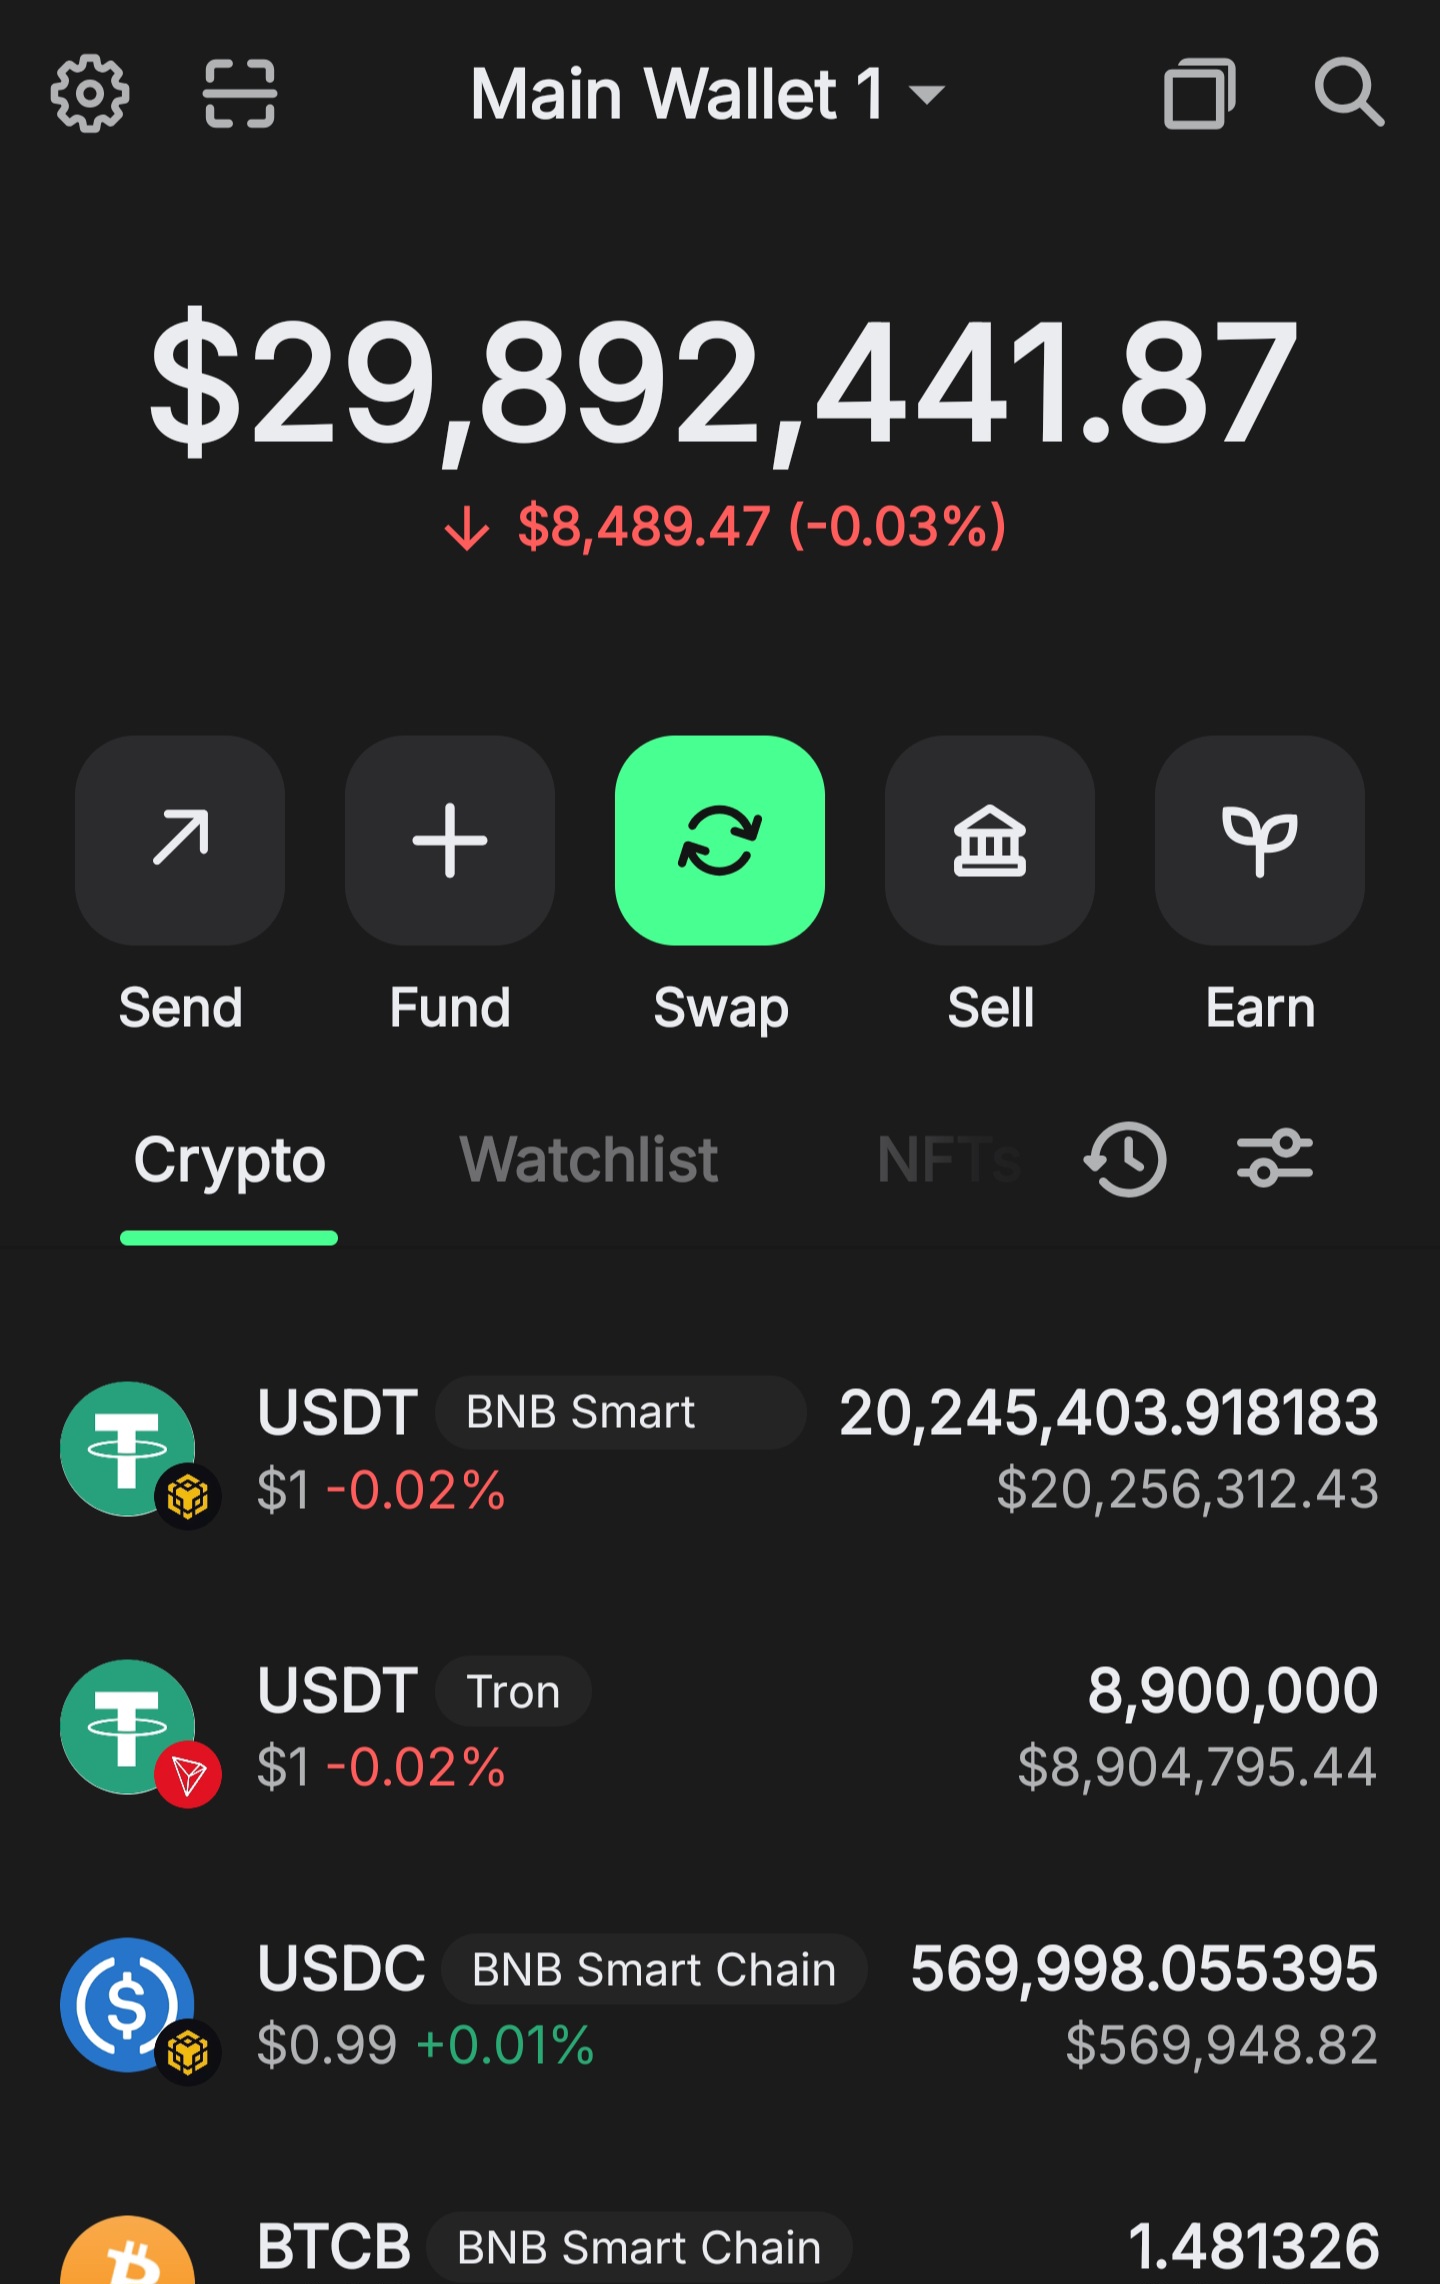 Main Wallet 1
$29,892,441.87
↓ $8,489.47 (-0.03%)
Send Fund Swap Sell Earn
Crypto Watchlist NFTs
USDT BNB Smart 20,245,403.918183
$1 -0.02% $20,256,312.43
USDT Tron 8,900,000
$1 -0.02% $8,904,795.44
USDC BNB Smart Chain 569,998.055395
$0.99 +0.01% $569,948.82
BTCB BNB Smart Chain 1.481326